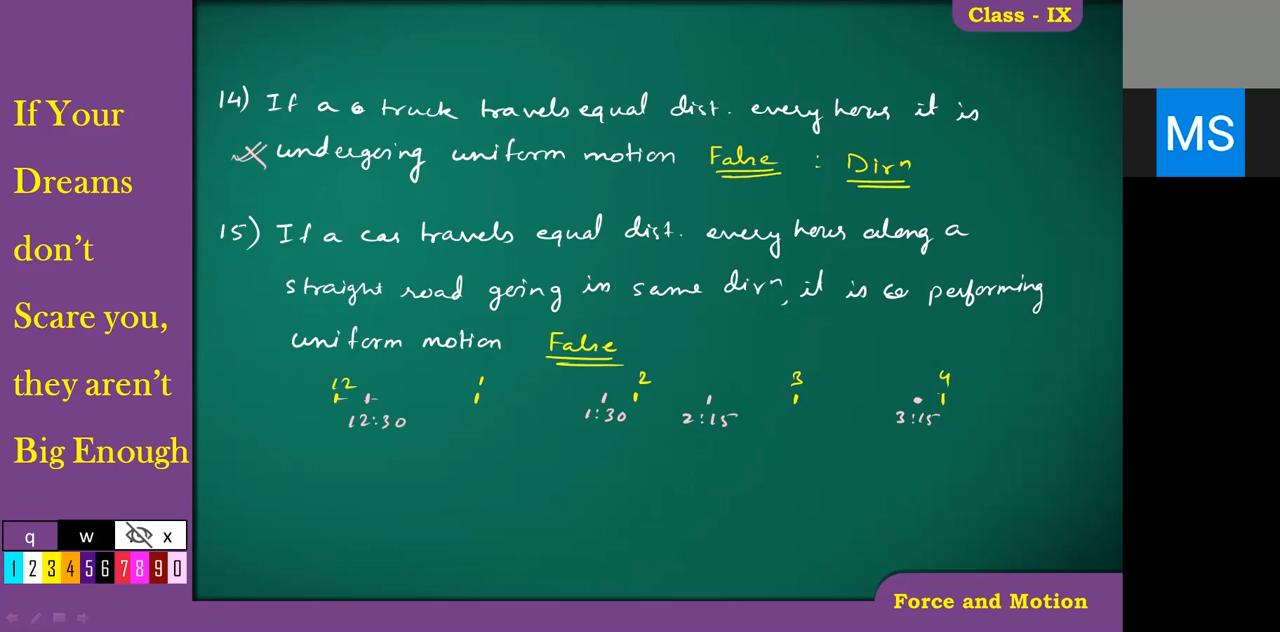 Class - IX
If Your
Dreams
don't
Scare you,
they aren't
Big Enough
14) If a truck travels equal dist. every hour it is
undergoing uniform motion False : Dirⁿ
15) If a car travels equal dist. every hour along a
straight road going in same dirⁿ, it is performing
uniform motion False
12 1 2 3 4
12:30 1:30 2:15 3:15
MS
q w x
1 2 3 4 5 6 7 8 9 0
Force and Motion